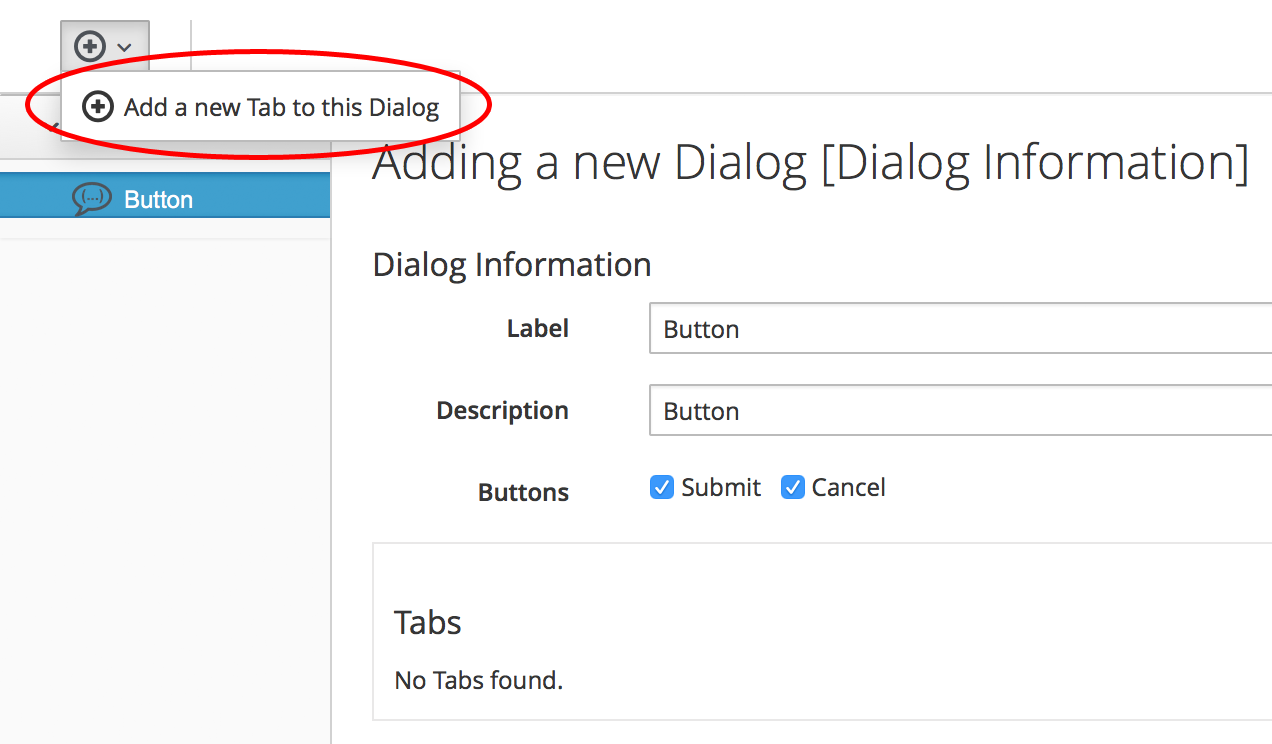 Add a new Tab to this Dialog
Adding a new Dialog [Dialog Information]
Button
Dialog Information
Label
Button
Description
Button
Buttons
Submit
Cancel
Tabs
No Tabs found.